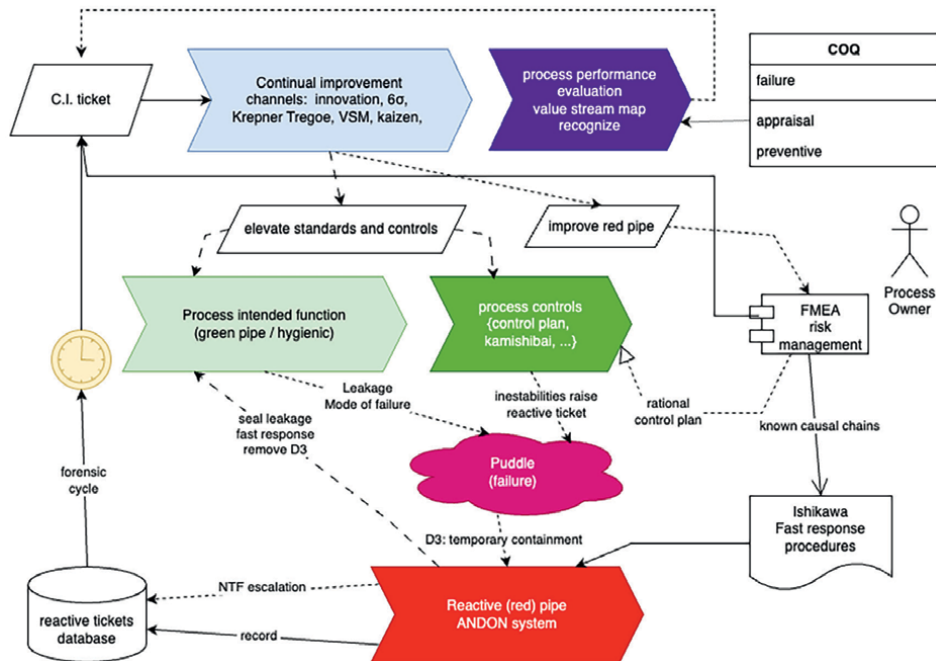 C.I. ticket
Continual improvement
channels: innovation, 6σ,
Krepner Tregoe, VSM, kaizen,
process performance
evaluation
value stream map
recognize
COQ
failure
appraisal
preventive
elevate standards and controls
improve red pipe
Process
Owner
Process intended function
(green pipe / hygienic)
process controls
{control plan,
kamishibai, ...}
FMEA
risk
management
Leakage
Mode of failure
inestabilities raise
reactive ticket
rational
control plan
known causal chains
seal leakage
fast response
remove D3
Puddle
(failure)
forensic
cycle
D3: temporary containment
Ishikawa
Fast response
procedures
NTF escalation
reactive tickets
database
record
Reactive (red) pipe
ANDON system